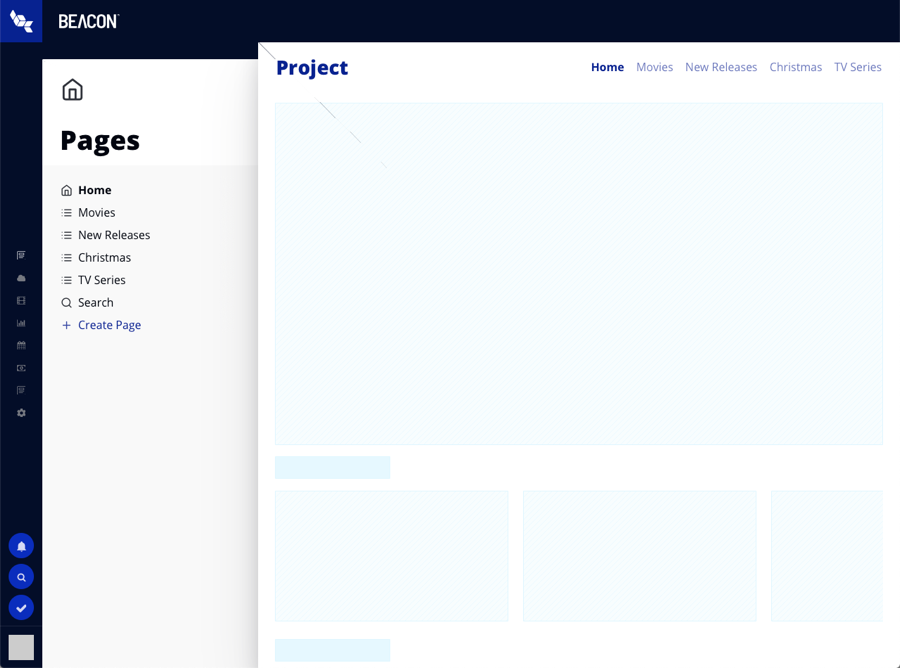 BEACON
Project
Home Movies New Releases Christmas TV Series
Pages
Home
Movies
New Releases
Christmas
TV Series
Search
Create Page